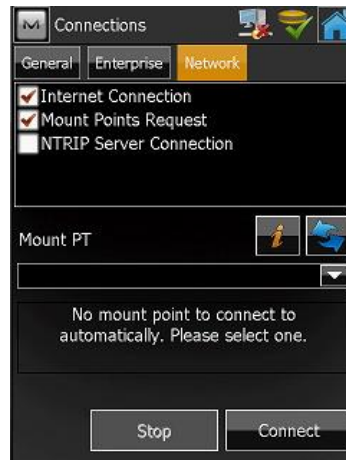 Connections
General Enterprise Network
Internet Connection
Mount Points Request
NTRIP Server Connection
Mount PT
No mount point to connect to
automatically. Please select one.
Stop Connect